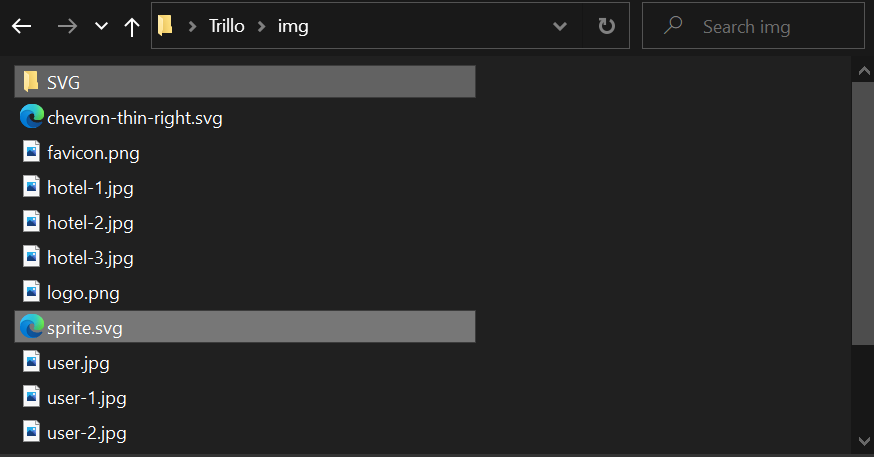 Trillo img Search img
SVG
chevron-thin-right.svg
favicon.png
hotel-1.jpg
hotel-2.jpg
hotel-3.jpg
logo.png
sprite.svg
user.jpg
user-1.jpg
user-2.jpg